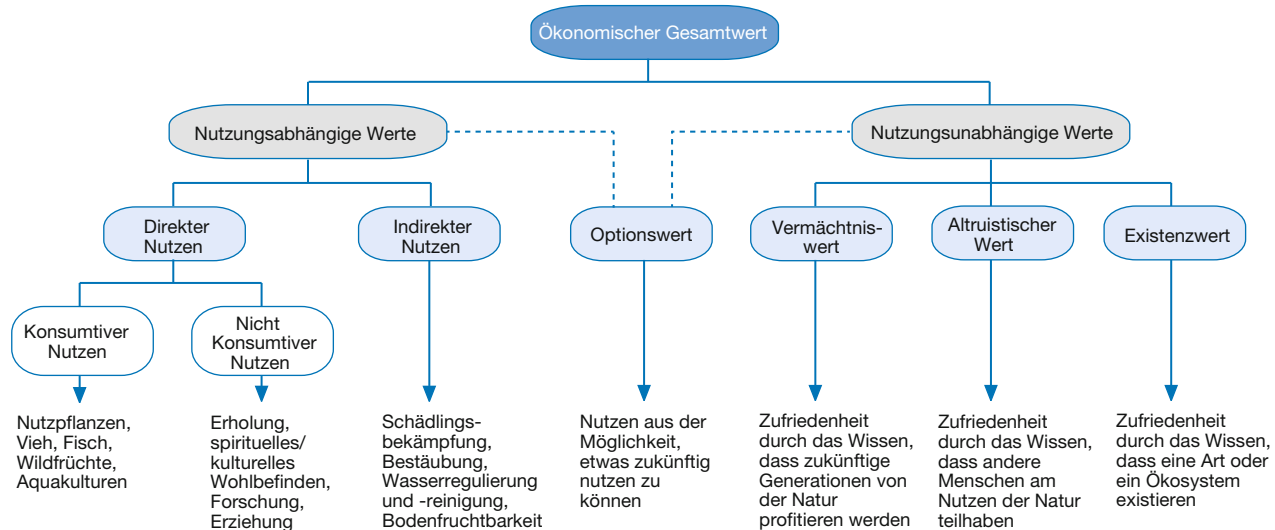 Ökonomischer Gesamtwert
Nutzungsabhängige Werte
Nutzungsunabhängige Werte
Direkter
Nutzen
Indirekter
Nutzen
Optionswert
Vermächtnis-
wert
Altruistischer
Wert
Existenzwert
Konsumtiver
Nutzen
Nicht
Konsumtiver
Nutzen
Nutzpflanzen,
Vieh, Fisch,
Wildfrüchte,
Aquakulturen
Erholung,
spirituelles/
kulturelles
Wohlbefinden,
Forschung,
Erziehung
Schädlings-
bekämpfung,
Bestäubung,
Wasserregulierung
und -reinigung,
Bodenfruchtbarkeit
Nutzen aus der
Möglichkeit,
etwas zukünftig
nutzen zu
können
Zufriedenheit
durch das Wissen,
dass zukünftige
Generationen von
der Natur
profitieren werden
Zufriedenheit
durch das Wissen,
dass andere
Menschen am
Nutzen der Natur
teilhaben
Zufriedenheit
durch das Wissen,
dass eine Art oder
ein Ökosystem
existieren